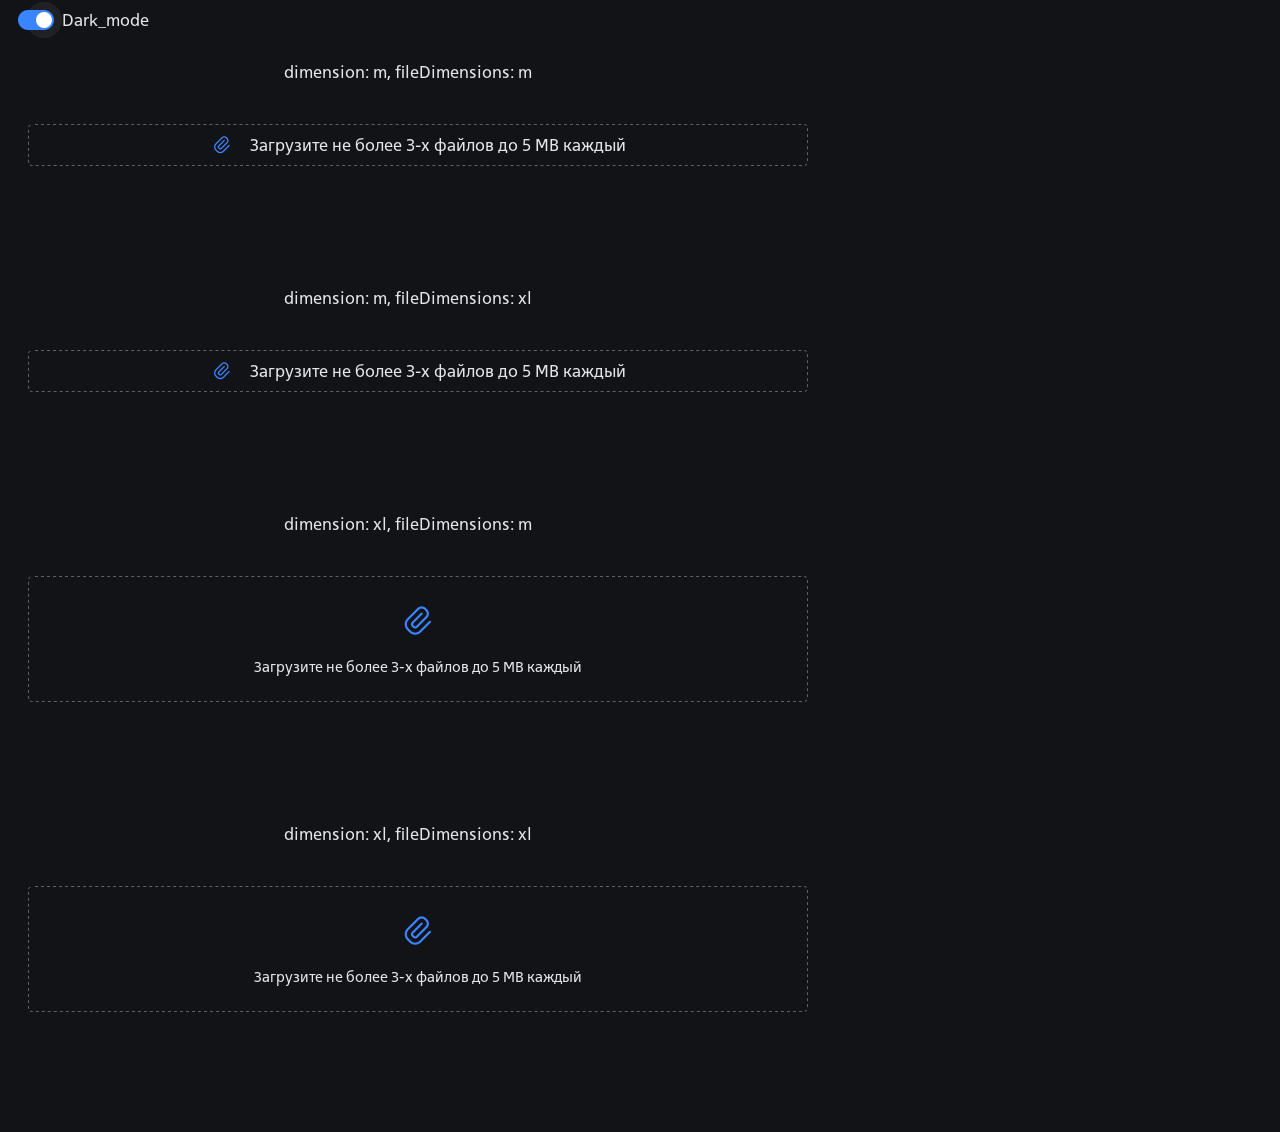 Dark_mode
dimension: m, fileDimensions: m
Загрузите не более 3-х файлов до 5 MB каждый
dimension: m, fileDimensions: xl
Загрузите не более 3-х файлов до 5 MB каждый
dimension: xl, fileDimensions: m
Загрузите не более 3-х файлов до 5 MB каждый
dimension: xl, fileDimensions: xl
Загрузите не более 3-х файлов до 5 MB каждый